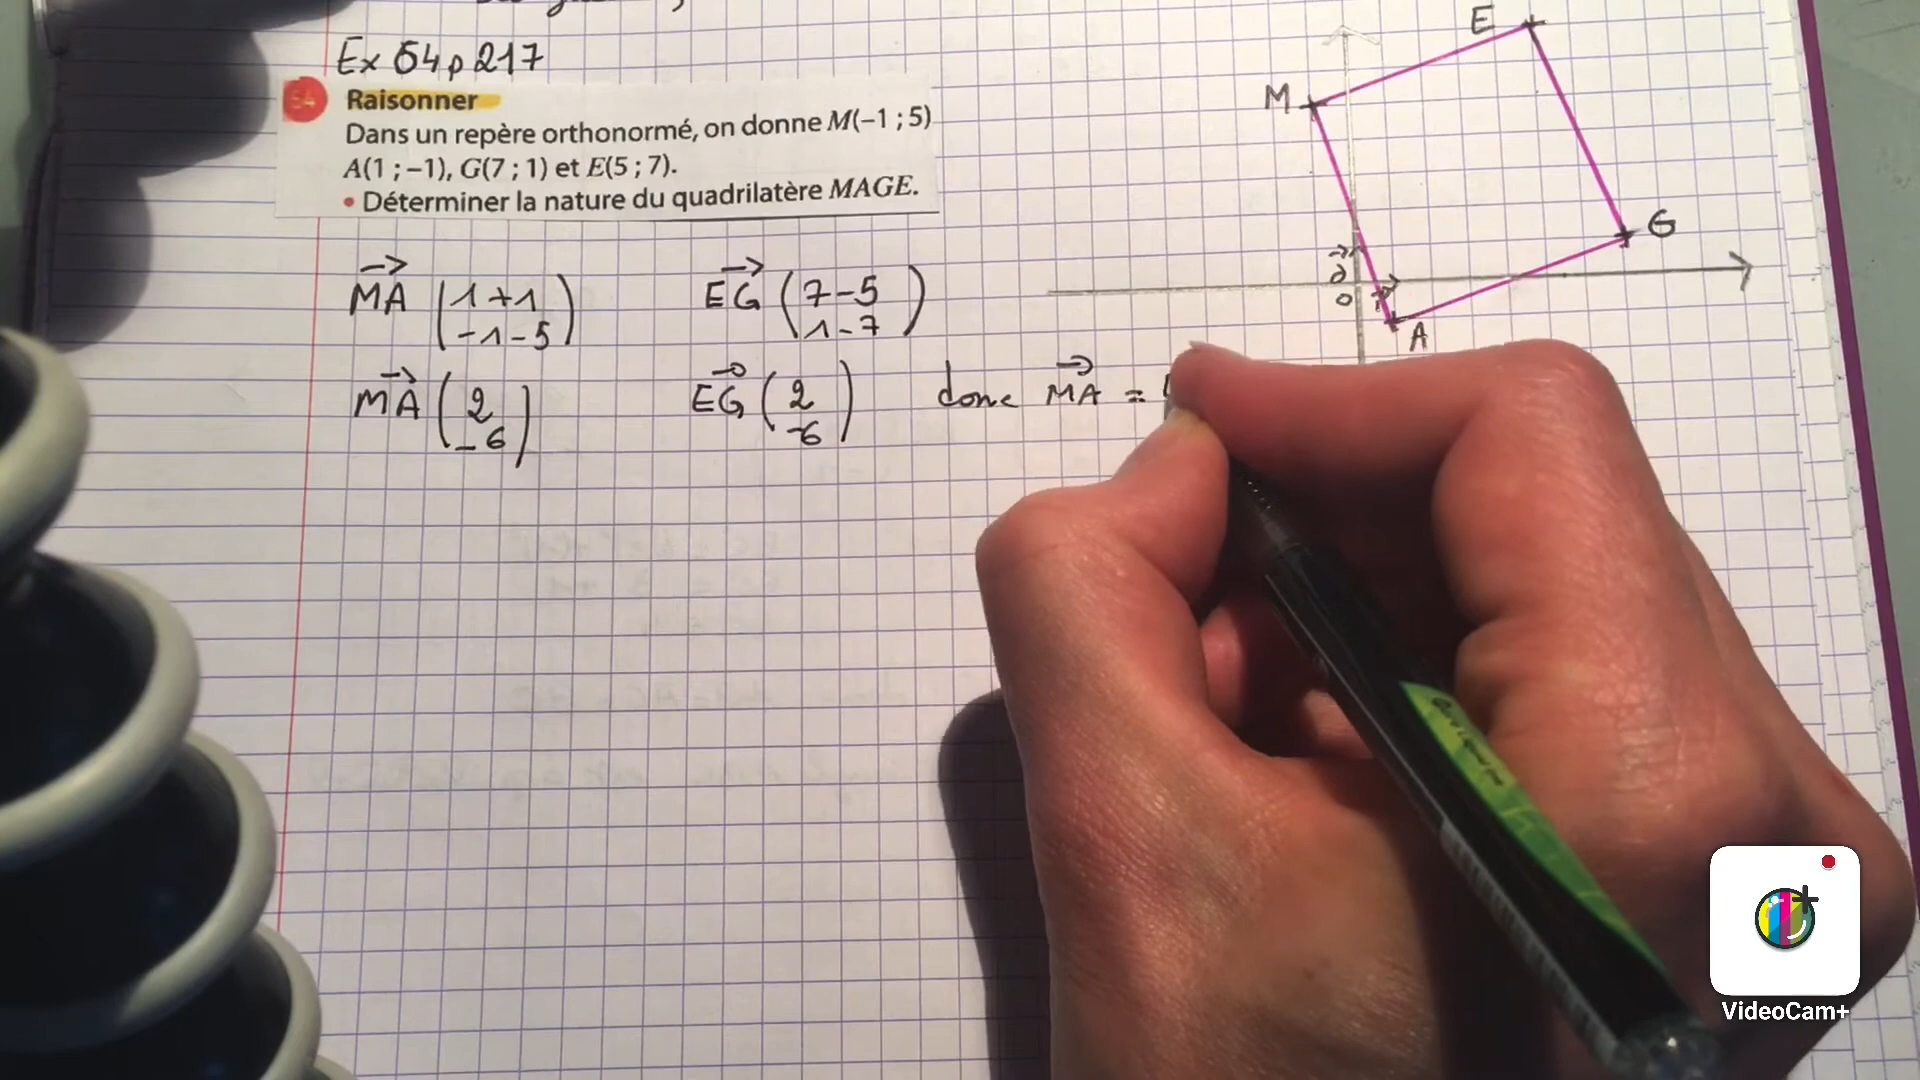 Ex 64 p 217
64
Raisonner
Dans un repère orthonormé, on donne M(−1 ; 5)
A(1 ; −1), G(7 ; 1) et E(5 ; 7).
• Déterminer la nature du quadrilatère MAGE.
E
M
G
A
0
MA (1+1
-1-5)
EG (7-5
1-7)
MA (2
-6)
EG (2
-6)
donc MA =
VideoCam+